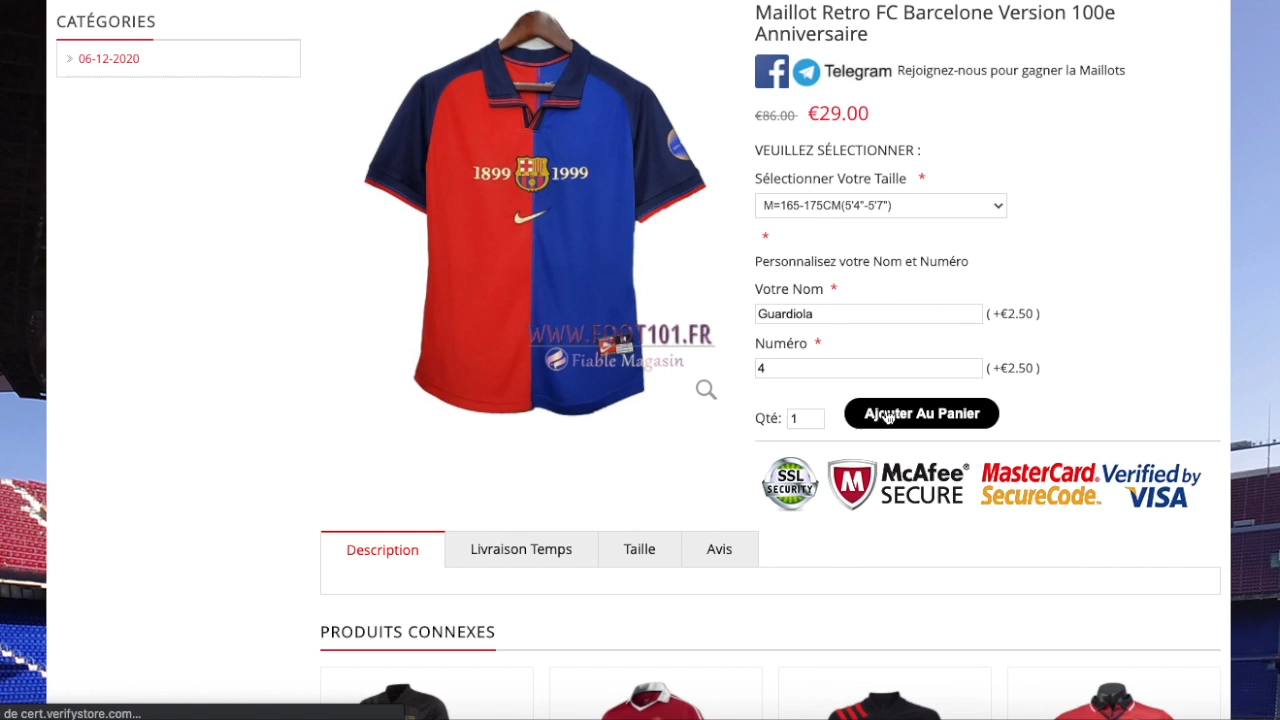 CATÉGORIES
06-12-2020
1899 1999
WWW.FOOT101.FR
Fiable Magasin
Maillot Retro FC Barcelone Version 100e
Anniversaire
Telegram Rejoignez-nous pour gagner la Maillots
€86.00 €29.00
VEUILLEZ SÉLECTIONNER :
Sélectionner Votre Taille *
M=165-175CM(5'4"-5'7")
*
Personnalisez votre Nom et Numéro
Votre Nom *
Guardiola ( +€2.50 )
Numéro *
4 ( +€2.50 )
Qté: 1 Ajouter Au Panier
SSL SECURITY McAfee SECURE MasterCard. SecureCode. Verified by VISA
Description Livraison Temps Taille Avis
PRODUITS CONNEXES
de cert.verifystore.com...